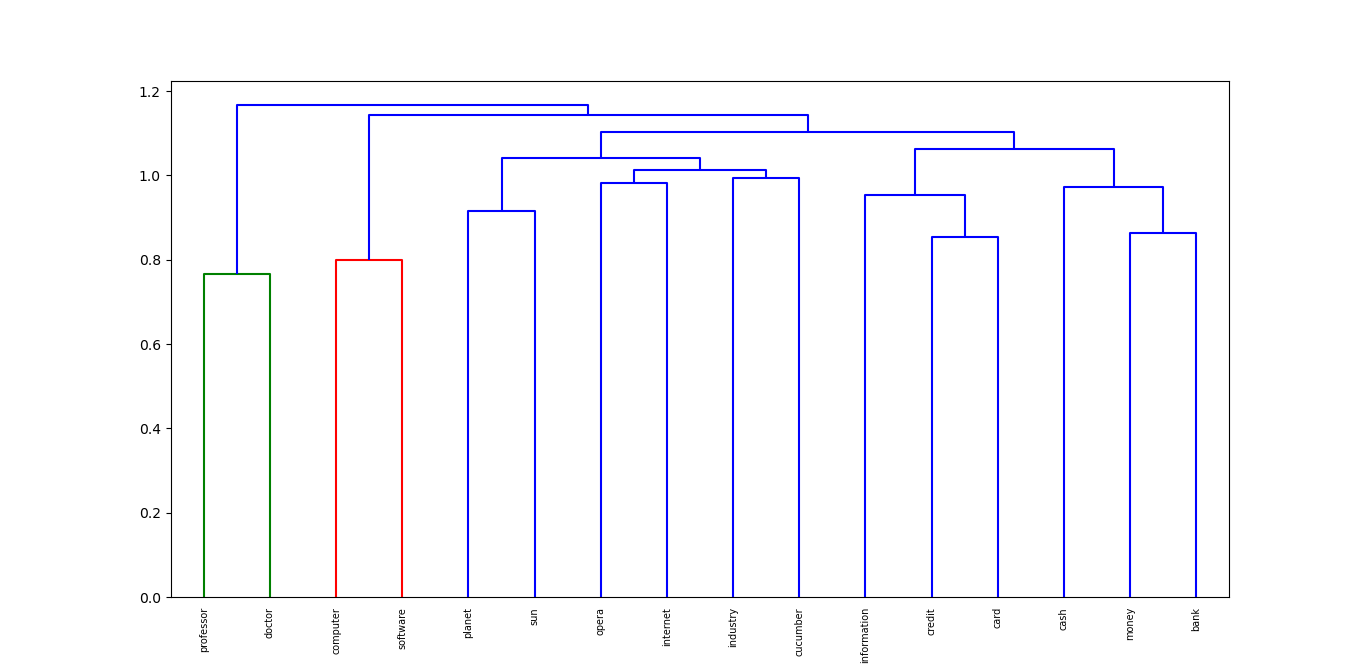 1.2
1.0
0.8
0.6
0.4
0.2
0.0
professor
doctor
computer
software
planet
sun
opera
internet
industry
cucumber
information
credit
card
cash
money
bank